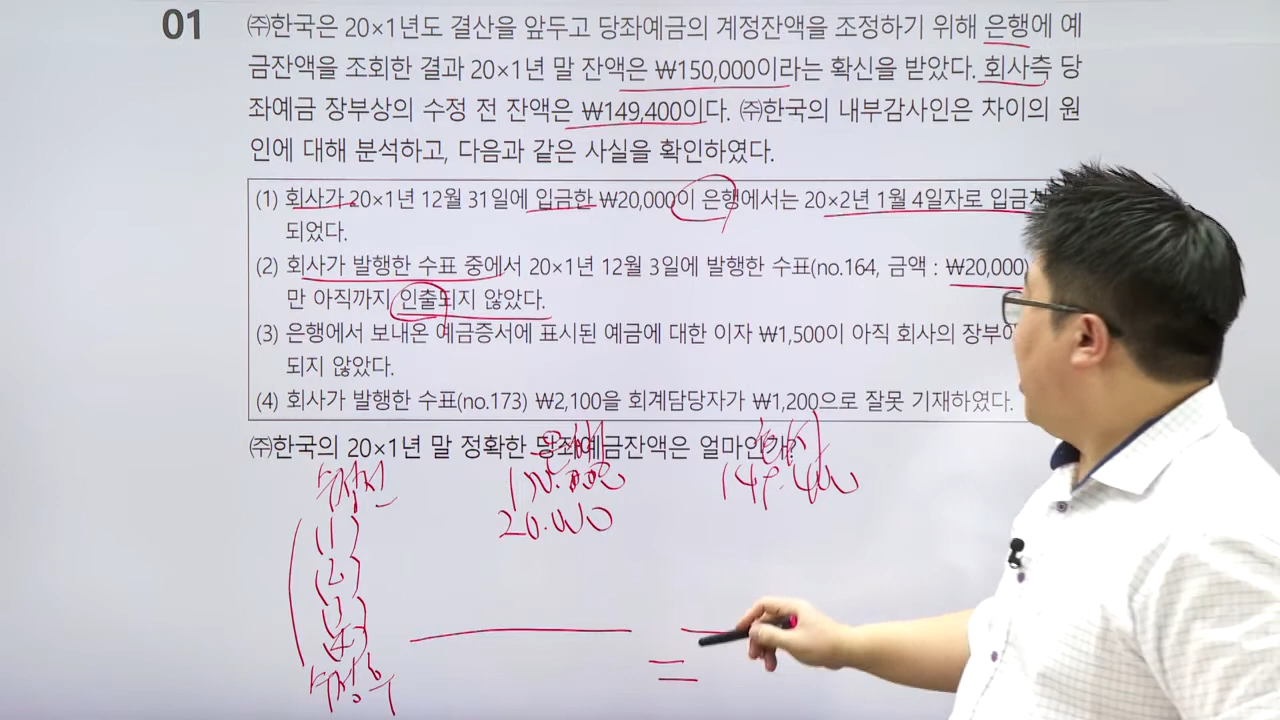 01
㈜한국은 20×1년도 결산을 앞두고 당좌예금의 계정잔액을 조정하기 위해 은행에 예
금잔액을 조회한 결과 20×1년 말 잔액은 ₩150,000이라는 확신을 받았다. 회사측 당
좌예금 장부상의 수정 전 잔액은 ₩149,400이다. ㈜한국의 내부감사인은 차이의 원
인에 대해 분석하고, 다음과 같은 사실을 확인하였다.
(1) 회사가 20×1년 12월 31일에 입금한 ₩20,000이 은행에서는 20×2년 1월 4일자로 입금
되었다.
(2) 회사가 발행한 수표 중에서 20×1년 12월 3일에 발행한 수표(no.164, 금액 : ₩20,000)
만 아직까지 인출되지 않았다.
(3) 은행에서 보내온 예금증서에 표시된 예금에 대한 이자 ₩1,500이 아직 회사의 장부에
되지 않았다.
(4) 회사가 발행한 수표(no.173) ₩2,100을 회계담당자가 ₩1,200으로 잘못 기재하였다.
㈜한국의 20×1년 말 정확한 당좌예금잔액은 얼마인가?
은행 회사
수정전 150.000 149.400
(1) 20.000
(2)
(3)
(4)
수정후 =